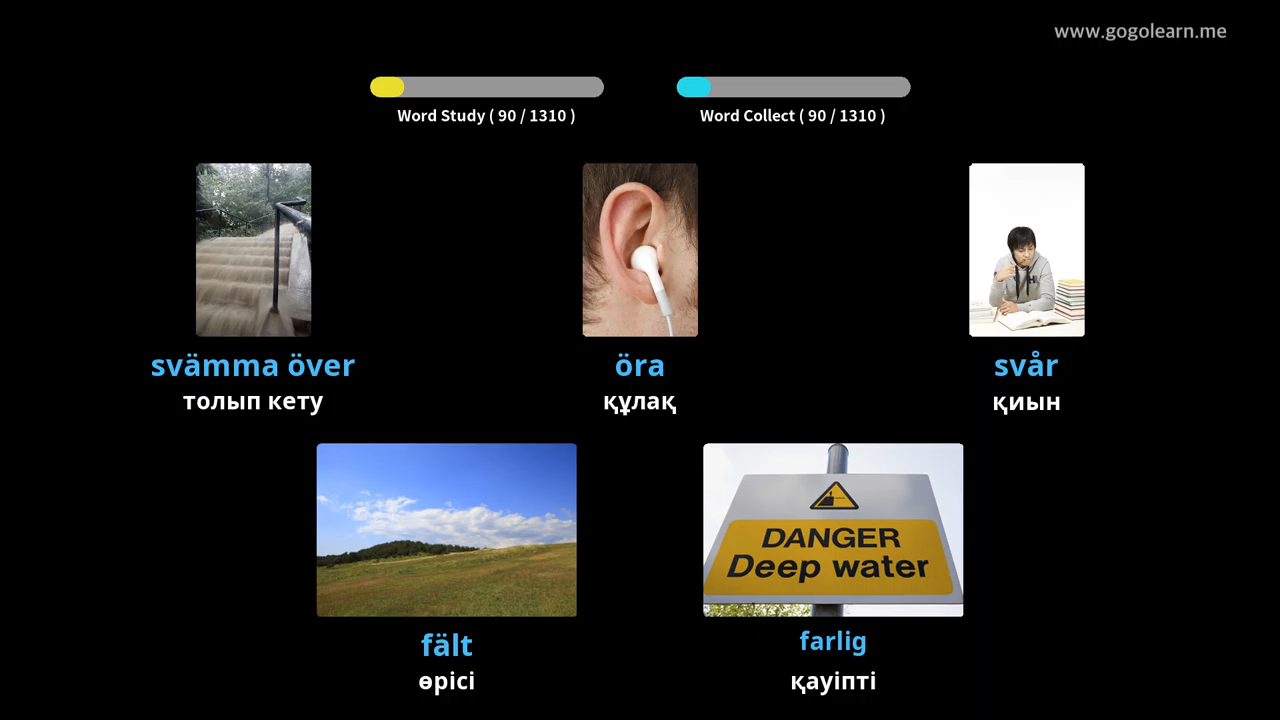 www.gogolearn.me
Word Study ( 90 / 1310 )
Word Collect ( 90 / 1310 )
svämma över
толып кету
öra
құлақ
svår
қиын
DANGER
Deep water
fält
өрісі
farlig
қауіпті